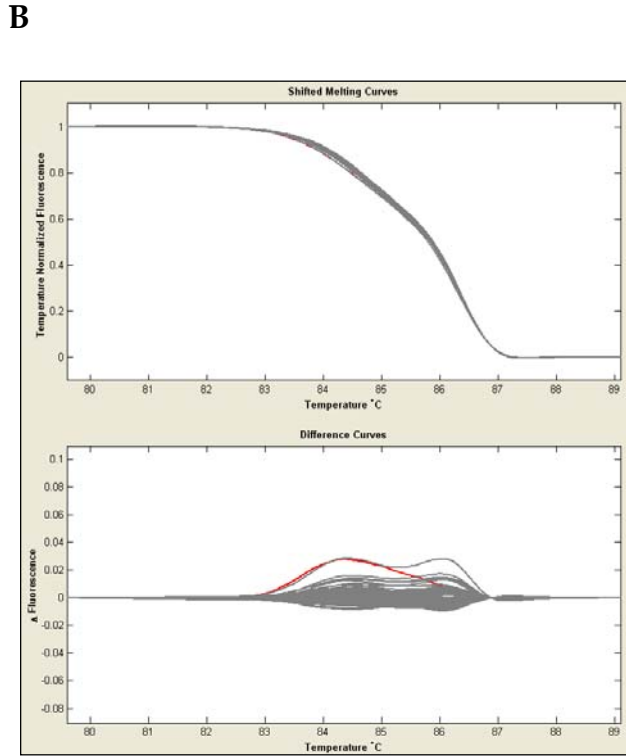 B
Shifted Melting Curves
Temperature Normalized Fluorescence
1
0.8
0.6
0.4
0.2
0
80 81 82 83 84 85 86 87 88 89
Temperature °C
Difference Curves
Δ Fluorescence
0.1
0.08
0.06
0.04
0.02
0
-0.02
-0.04
-0.06
-0.08
80 81 82 83 84 85 86 87 88 89
Temperature °C